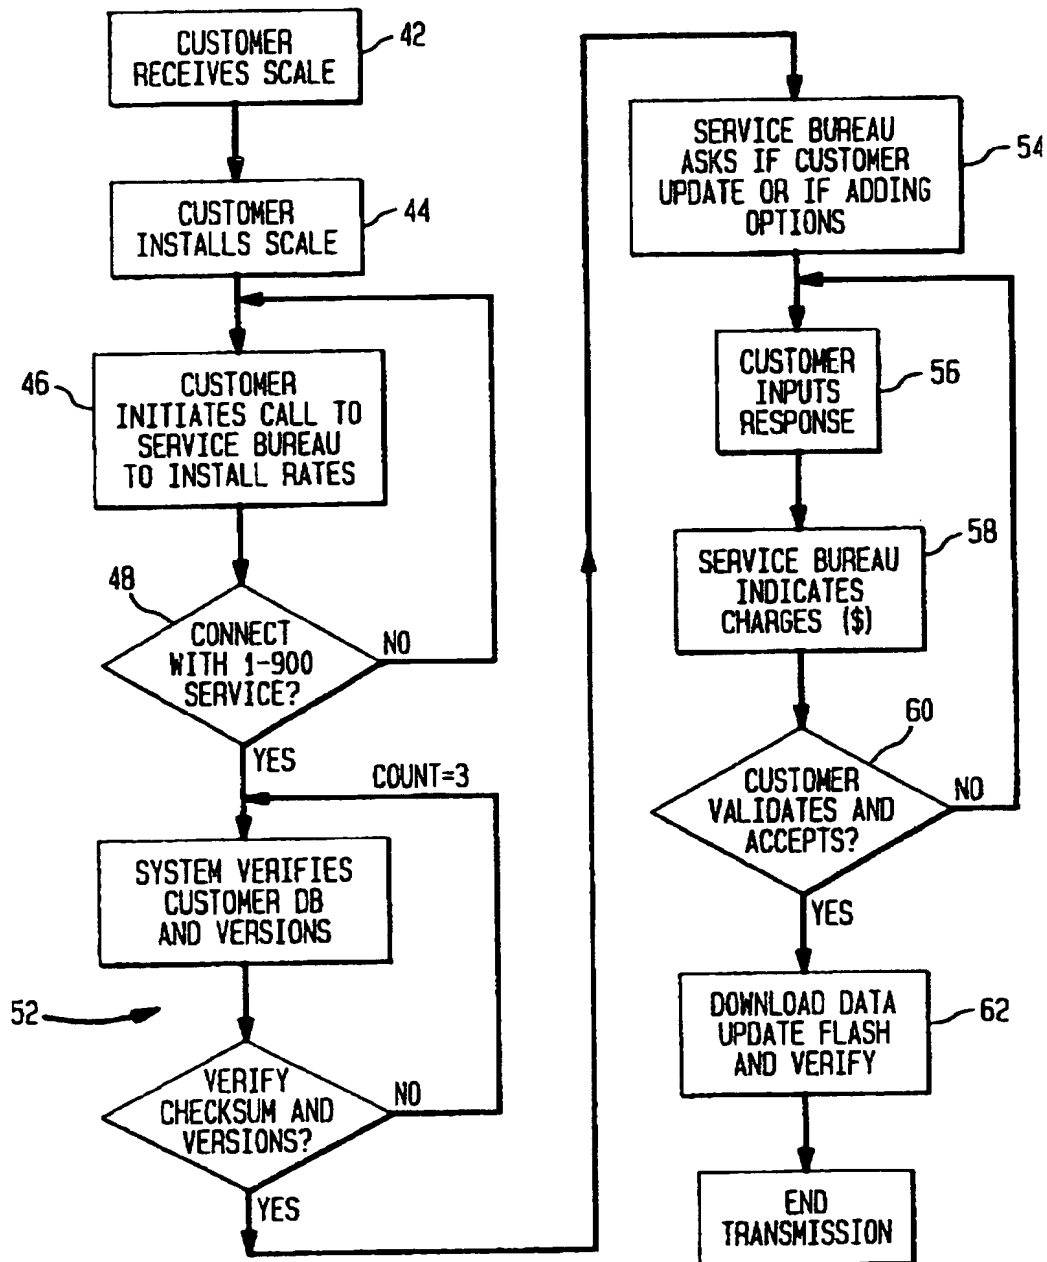 CUSTOMER
RECEIVES SCALE
42
CUSTOMER
INSTALLS SCALE
44
46
CUSTOMER
INITIATES CALL TO
SERVICE BUREAU
TO INSTALL RATES
48
CONNECT
WITH 1-900
SERVICE?
NO
YES
COUNT=3
SYSTEM VERIFIES
CUSTOMER DB
AND VERSIONS
52
VERIFY
CHECKSUM AND
VERSIONS?
NO
YES
SERVICE BUREAU
ASKS IF CUSTOMER
UPDATE OR IF ADDING
OPTIONS
54
CUSTOMER
INPUTS
RESPONSE
56
SERVICE BUREAU
INDICATES
CHARGES ($)
58
60
CUSTOMER
VALIDATES AND
ACCEPTS?
NO
YES
DOWNLOAD DATA
UPDATE FLASH
AND VERIFY
62
END
TRANSMISSION